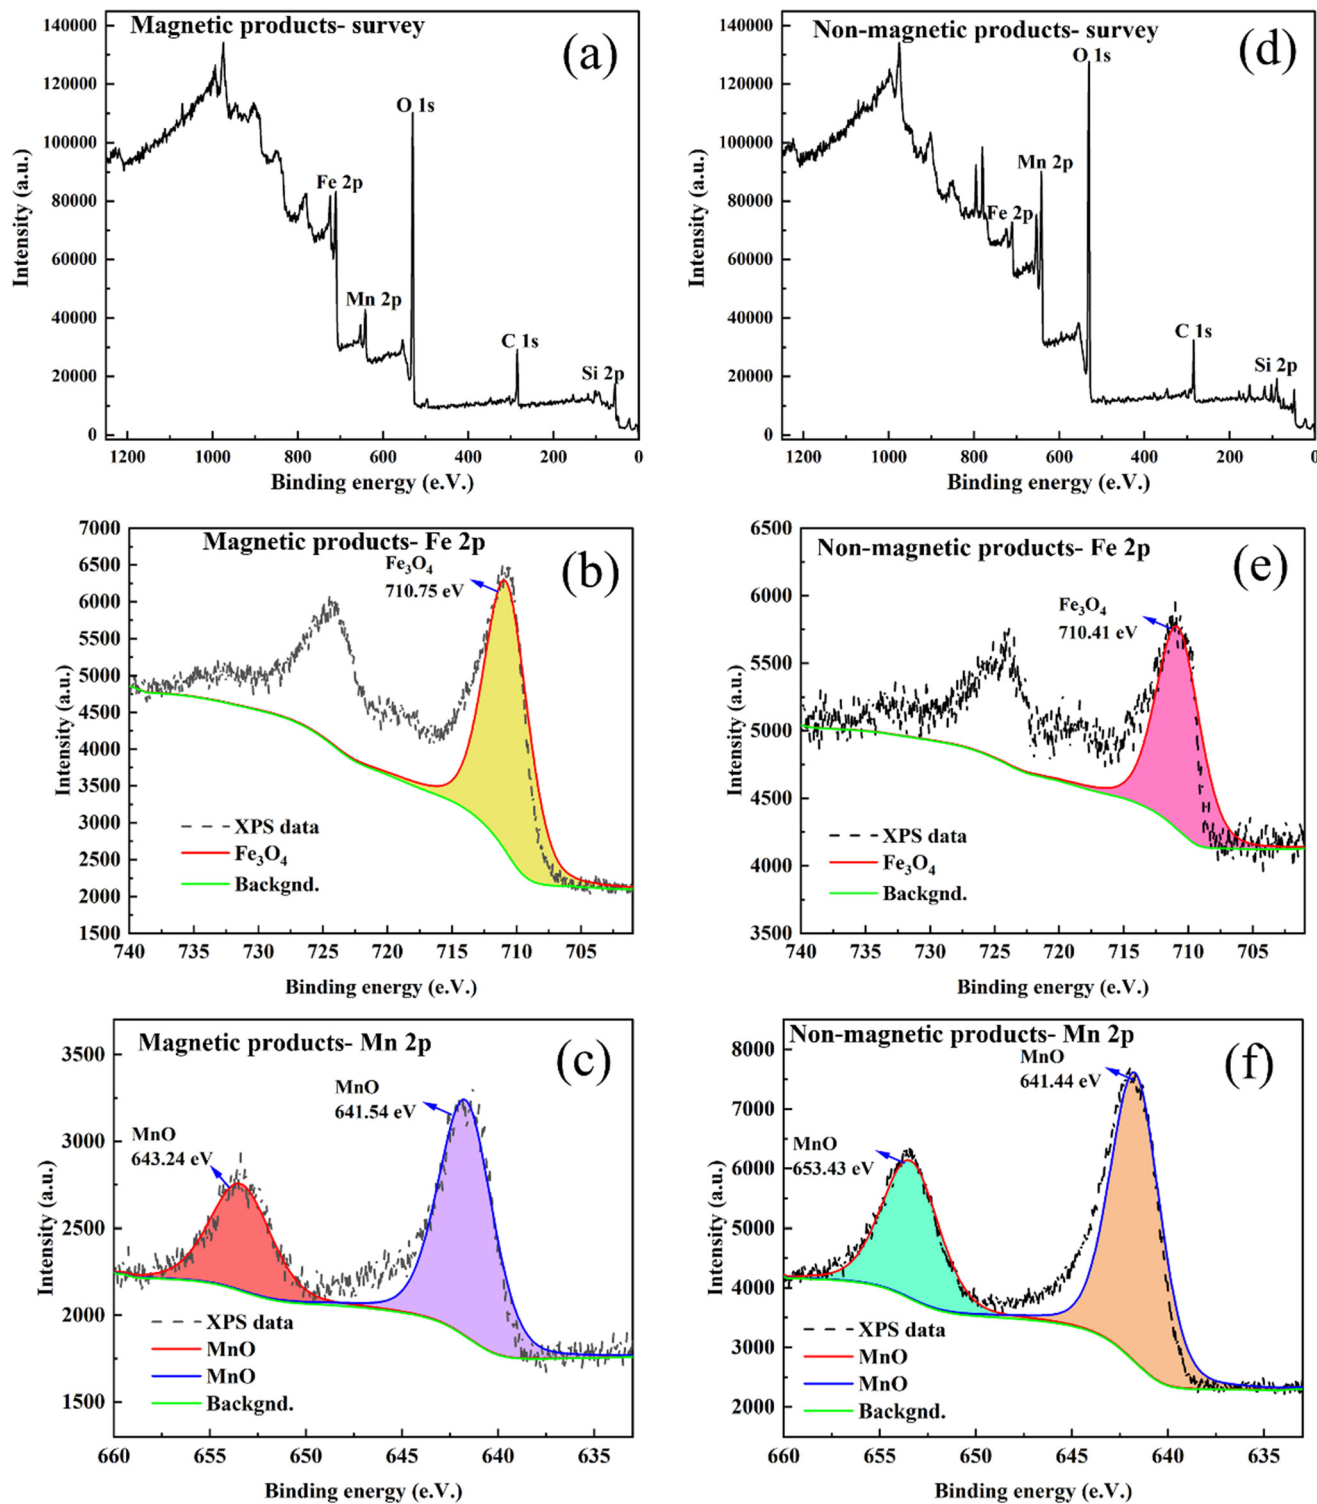 Magnetic products- survey
(a)
O 1s
Fe 2p
Mn 2p
C 1s
Si 2p
140000
120000
100000
80000
60000
40000
20000
0
Intensity (a.u.)
1200 1000 800 600 400 200 0
Binding energy (e.V.)
Non-magnetic products- survey
(d)
O 1s
Mn 2p
Fe 2p
C 1s
Si 2p
140000
120000
100000
80000
60000
40000
20000
0
Intensity (a.u.)
1200 1000 800 600 400 200 0
Binding energy (e.V.)
Magnetic products- Fe 2p
(b)
Fe₃O₄
710.75 eV
7000
6500
6000
5500
5000
4500
4000
3500
3000
2500
2000
1500
Intensity (a.u.)
XPS data
Fe₃O₄
Backgnd.
740 735 730 725 720 715 710 705
Binding energy (e.V.)
Non-magnetic products- Fe 2p
(e)
Fe₃O₄
710.41 eV
6500
6000
5500
5000
4500
4000
3500
Intensity (a.u.)
XPS data
Fe₃O₄
Backgnd.
740 735 730 725 720 715 710 705
Binding energy (e.V.)
Magnetic products- Mn 2p
(c)
MnO
641.54 eV
MnO
643.24 eV
3500
3000
2500
2000
1500
Intensity (a.u.)
XPS data
MnO
MnO
Backgnd.
660 655 650 645 640 635
Binding energy (e.V.)
Non-magnetic products- Mn 2p
(f)
MnO
641.44 eV
MnO
653.43 eV
8000
7000
6000
5000
4000
3000
2000
Intensity (a.u.)
XPS data
MnO
MnO
Backgnd.
660 655 650 645 640 635
Binding energy (e.V.)